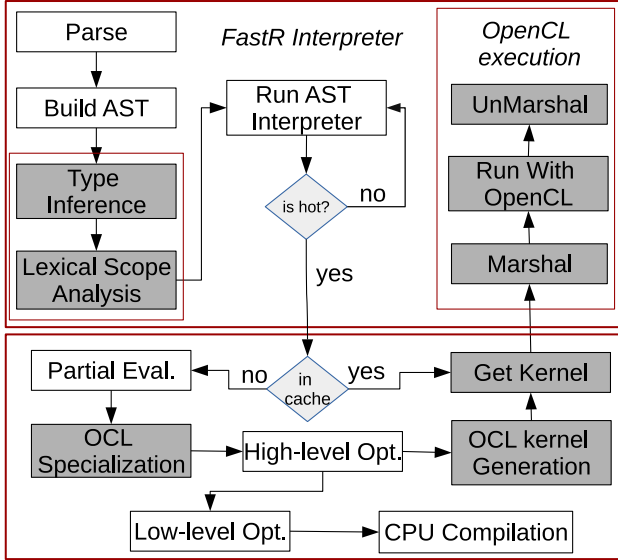 Parse
FastR Interpreter
OpenCL
execution
Build AST
Run AST
Interpreter
UnMarshal
Type
Inference
is hot?
no
Run With
OpenCL
Lexical Scope
Analysis
yes
Marshal
Partial Eval.
no
in
cache
yes
Get Kernel
OCL
Specialization
High-level Opt.
OCL kernel
Generation
Low-level Opt.
CPU Compilation